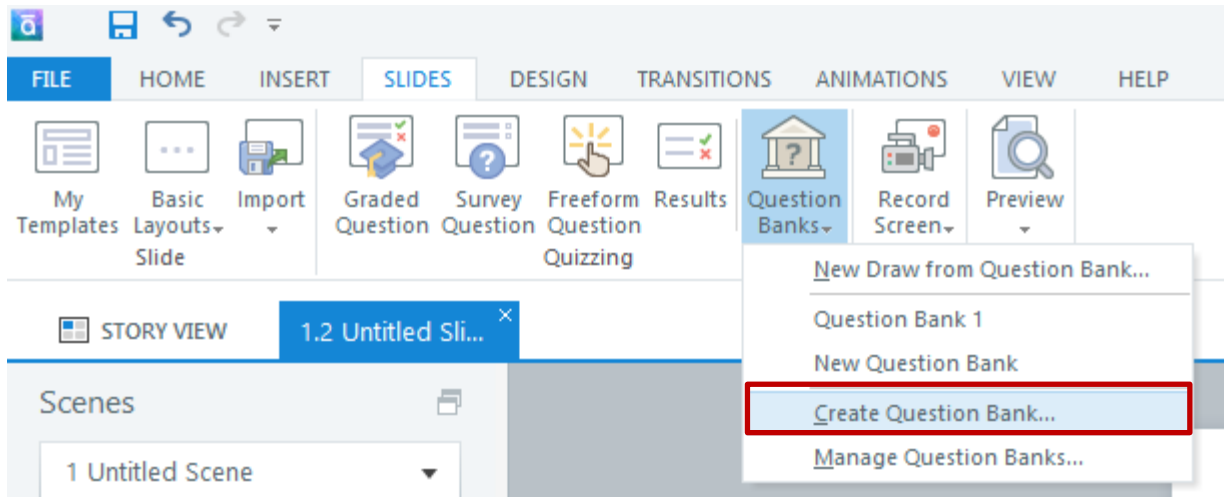 ā
FILE HOME INSERT SLIDES DESIGN TRANSITIONS ANIMATIONS VIEW HELP
My Basic Import Graded Survey Freeform Results Question Record Preview
Templates Layouts Question Question Question Banks Screen
Slide Quizzing
New Draw from Question Bank...
Question Bank 1
New Question Bank
Create Question Bank...
Manage Question Banks...
STORY VIEW 1.2 Untitled Sli...
Scenes
1 Untitled Scene